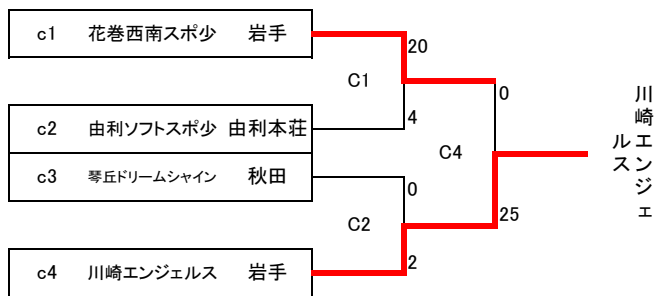 c1 花巻西南スポ少 岩手
20
C1
0
c2 由利ソフトスポ少 由利本荘
4
C4
c3 琴丘ドリームシャイン 秋田
0
C2
25
c4 川崎エンジェルス 岩手
2
川崎エンジェ
ルス